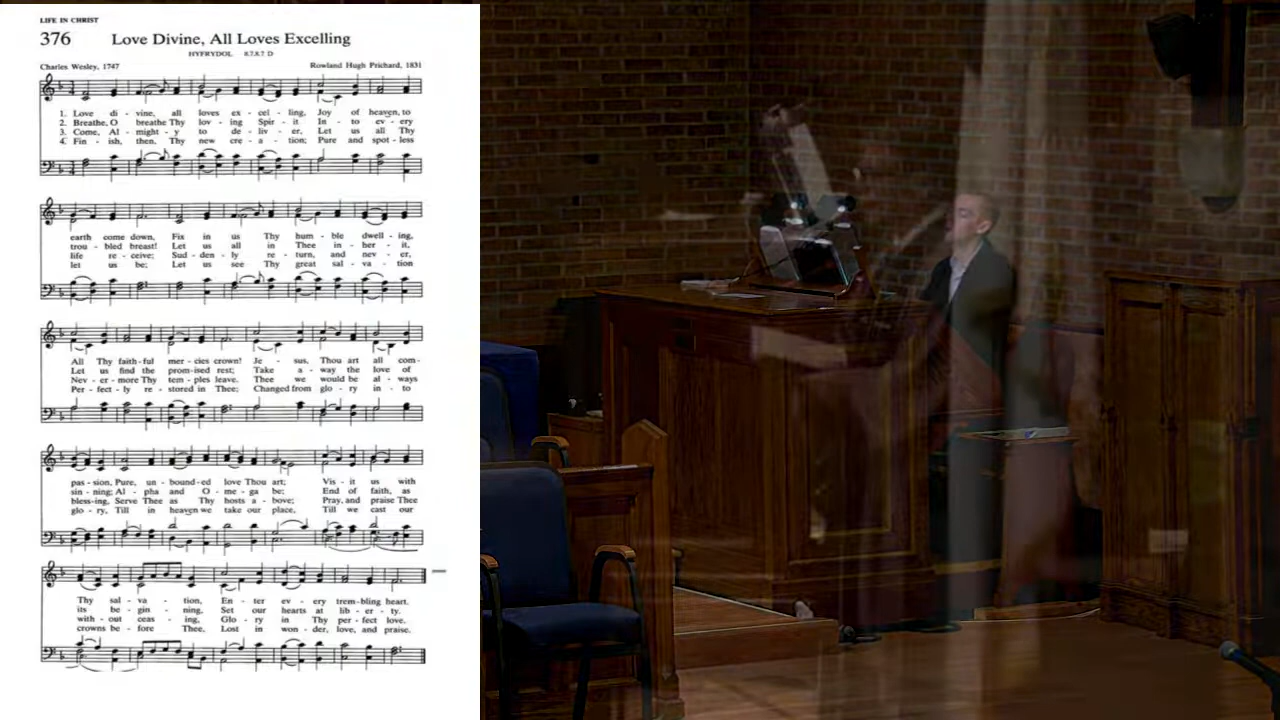 LIFE IN CHRIST
376 Love Divine, All Loves Excelling
HYFRYDOL 8.7.8.7 D
Charles Wesley, 1747 Rowland Hugh Prichard, 1831
1. Love di - vine, all loves ex - cel - ling, Joy of heaven, to
2. Breathe, O breathe Thy lov - ing Spir - it In - to ev - ery
3. Come, Al - might - y to de - liv - er, Let us all Thy
4. Fin - ish, then, Thy new cre - a - tion; Pure and spot - less
earth come down, Fix in us Thy hum - ble dwell - ing,
trou - bled breast! Let us all in Thee in - her - it,
life re - ceive; Sud - den - ly re - turn, and nev - er,
let us be; Let us see Thy great sal - va - tion
All Thy faith - ful mer - cies crown! Je - sus, Thou art all com-
Let us find the prom - ised rest; Take a - way the love of
Nev - er - more Thy tem - ples leave. Thee we would be al - ways
Per - fect - ly re - stored in Thee; Changed from glo - ry in - to
pas - sion, Pure, un - bound - ed love Thou art; Vis - it us with
sin - ning; Al - pha and O - me - ga be; End of faith, as
bless - ing, Serve Thee as Thy hosts a - bove; Pray, and praise Thee
glo - ry, Till in heaven we take our place, Till we cast our
Thy sal - va - tion, En - ter ev - ery trem - bling heart.
its be - gin - ning, Set our hearts at lib - er - ty.
with - out ceas - ing, Glo - ry in Thy per - fect love.
crowns be - fore Thee, Lost in won - der, love, and praise.